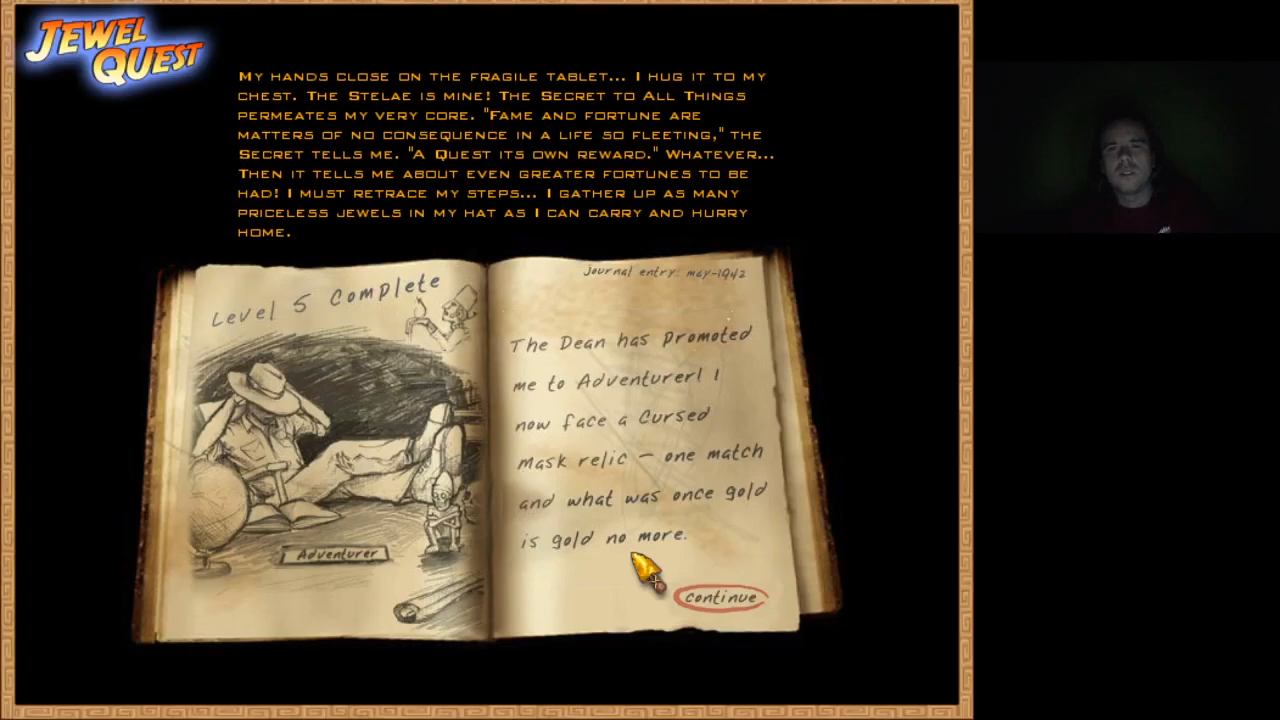 JEWEL
QUEST
MY HANDS CLOSE ON THE FRAGILE TABLET... I HUG IT TO MY
CHEST. THE STELAE IS MINE! THE SECRET TO ALL THINGS
PERMEATES MY VERY CORE. "FAME AND FORTUNE ARE
MATTERS OF NO CONSEQUENCE IN A LIFE SO FLEETING," THE
SECRET TELLS ME. "A QUEST ITS OWN REWARD." WHATEVER...
THEN IT TELLS ME ABOUT EVEN GREATER FORTUNES TO BE
HAD! I MUST RETRACE MY STEPS... I GATHER UP AS MANY
PRICELESS JEWELS IN MY HAT AS I CAN CARRY AND HURRY
HOME.
Level 5 Complete
Adventurer
journal entry: may-1942
The Dean has promoted
me to Adventurer! I
now face a Cursed
Mask relic – one match
and what was once gold
is gold no more.
continue